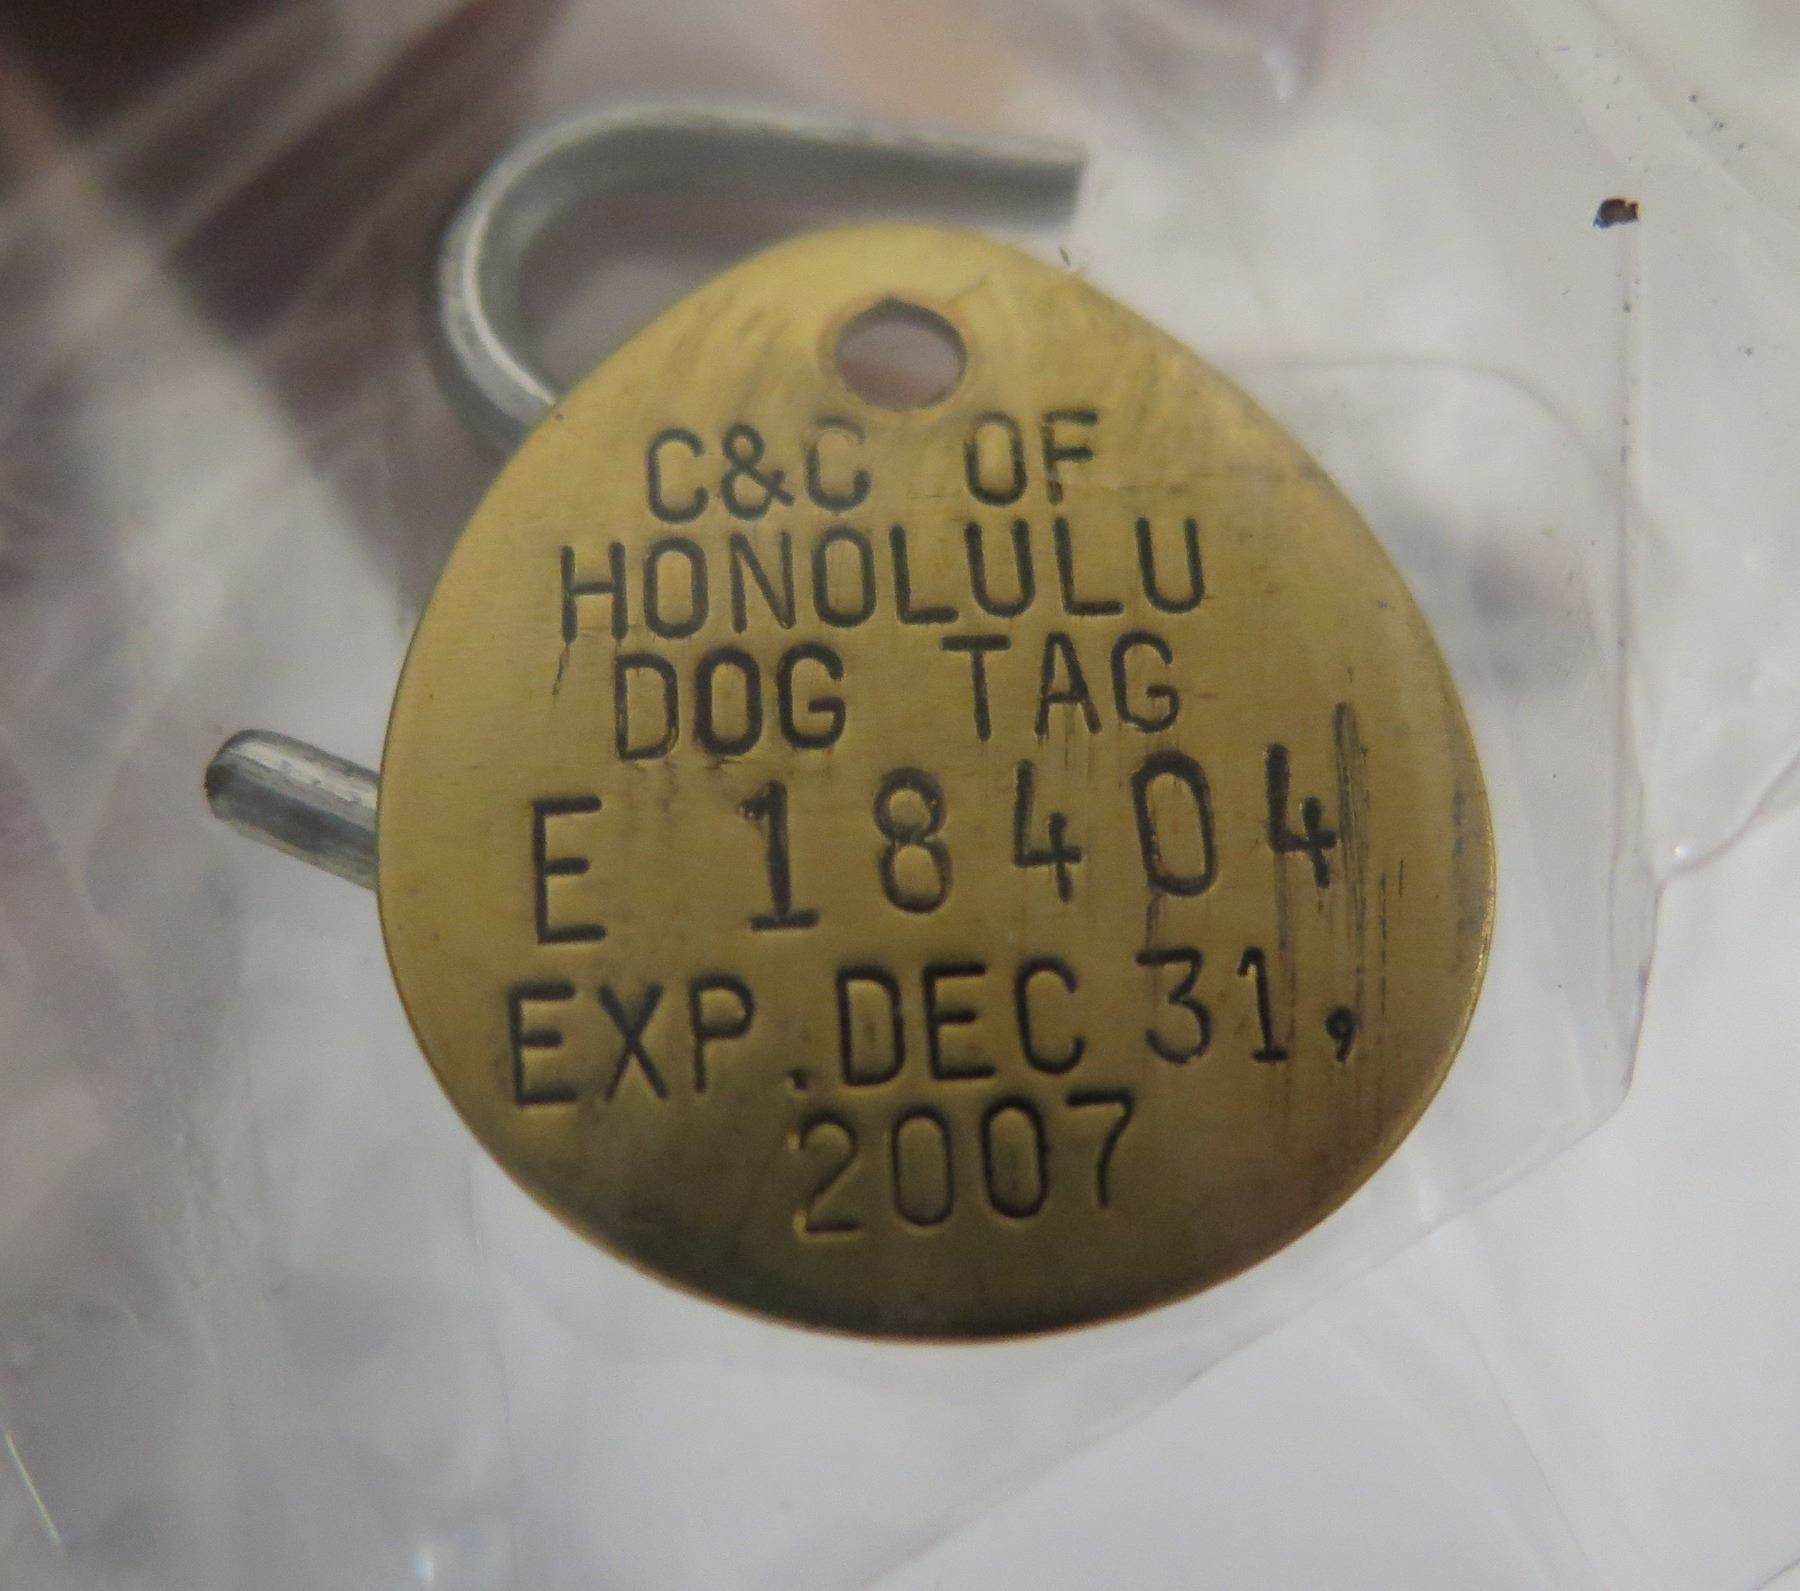 C&C OF
HONOLULU
DOG TAG
E 18404
EXP.DEC 31,
2007